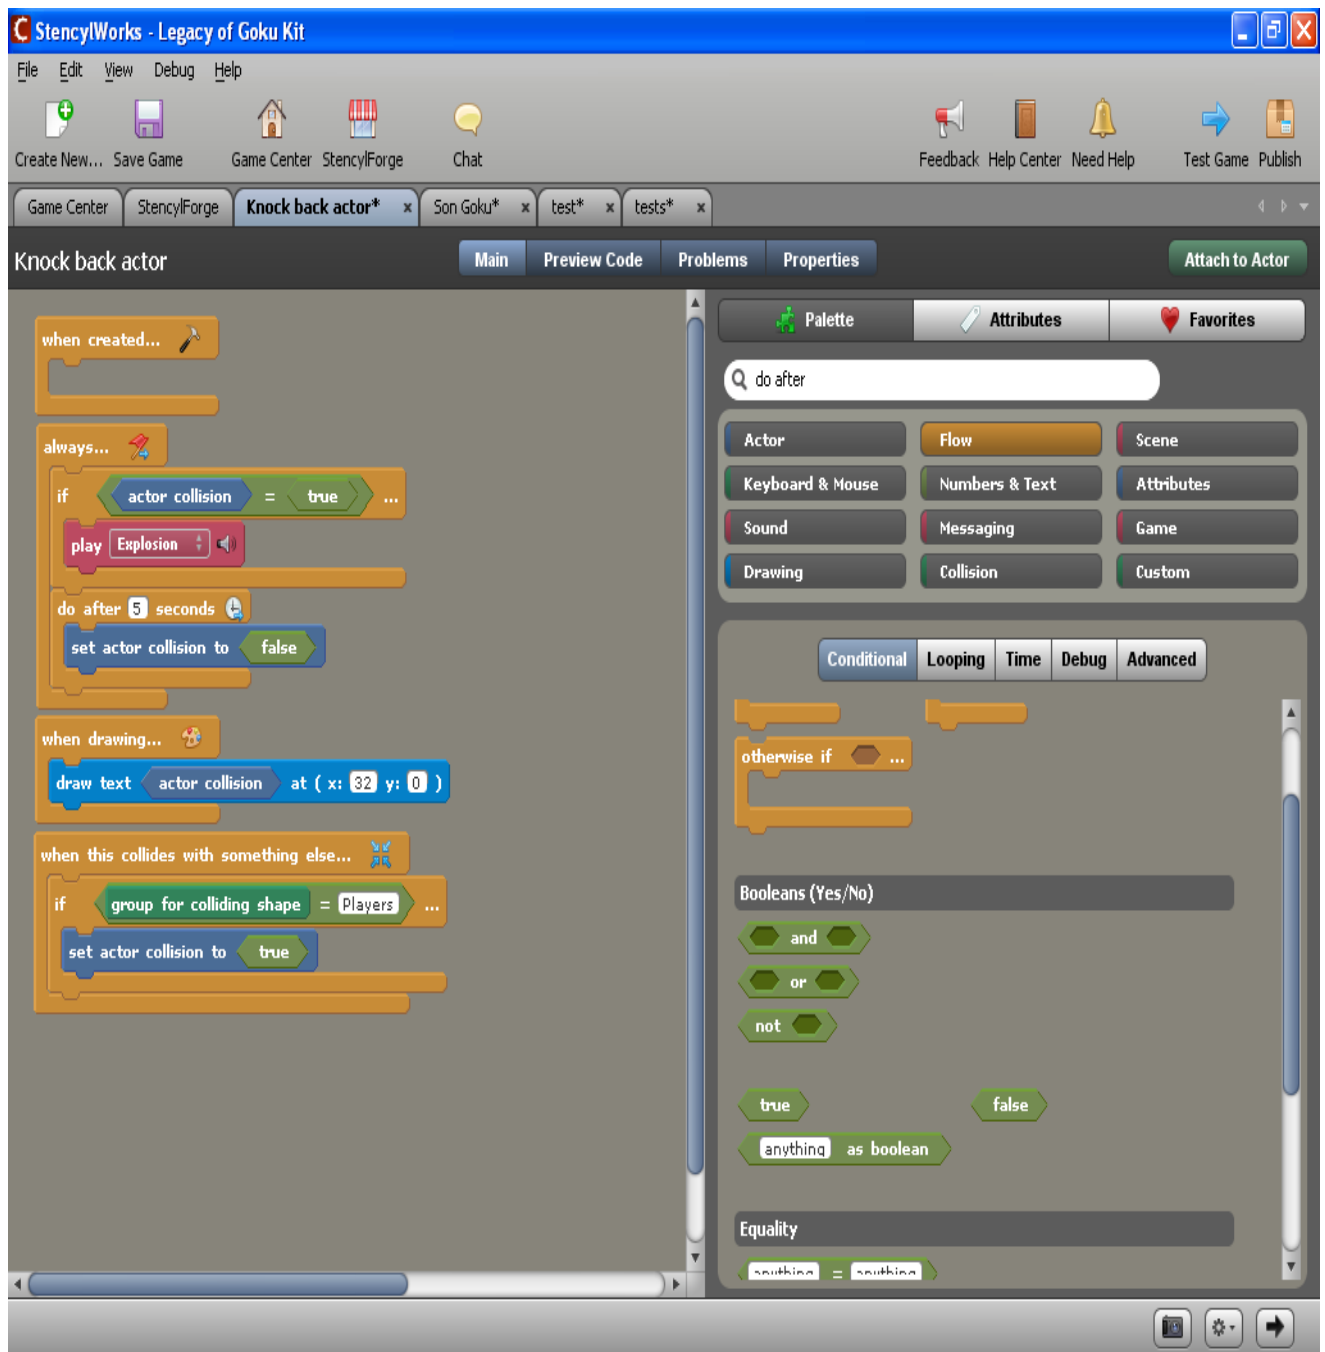 StencylWorks - Legacy of Goku Kit
File Edit View Debug Help
Create New... Save Game Game Center StencylForge Chat Feedback Help Center Need Help Test Game Publish
Game Center StencylForge Knock back actor* x Son Goku* x test* x tests* x
Knock back actor Main Preview Code Problems Properties Attach to Actor
when created...
always...
if actor collision = true ...
play Explosion
do after 5 seconds
set actor collision to false
when drawing...
draw text actor collision at ( x: 32 y: 0 )
when this collides with something else...
if group for colliding shape = Players ...
set actor collision to true
Palette Attributes Favorites
do after
Actor Flow Scene
Keyboard & Mouse Numbers & Text Attributes
Sound Messaging Game
Drawing Collision Custom
Conditional Looping Time Debug Advanced
otherwise if ...
Booleans (Yes/No)
and
or
not
true false
anything as boolean
Equality
anything = anything